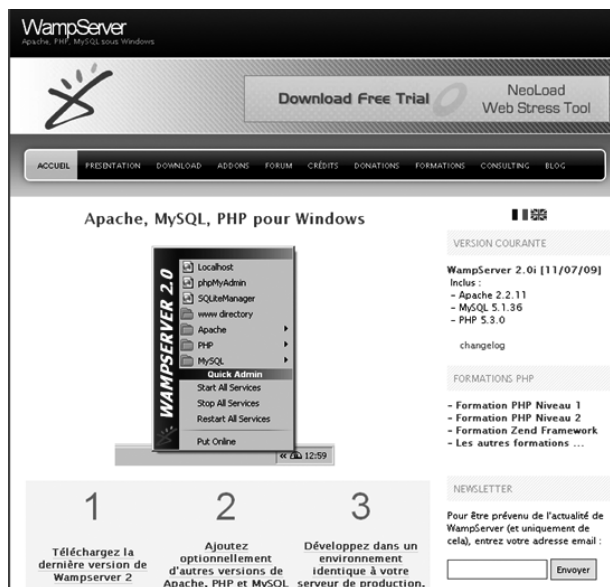 WampServer
Apache, PHP, MySQL sous Windows
Download Free Trial
NeoLoad
Web Stress Tool
ACCUEIL PRESENTATION DOWNLOAD ADDONS FORUM CRÉDITS DONATIONS FORMATIONS CONSULTING BLOG
Apache, MySQL, PHP pour Windows
WAMPSERVER 2.0
Localhost
phpMyAdmin
SQLiteManager
www directory
Apache
PHP
MySQL
Quick Admin
Start All Services
Stop All Services
Restart All Services
Put Online
« 12:59
1
Téléchargez la
dernière version de
Wampserver 2
2
Ajoutez
optionnellement
d'autres versions de
Apache, PHP et MySQL
3
Développez dans un
environnement
identique à votre
serveur de production.
VERSION COURANTE
WampServer 2.0i [11/07/09]
Inclus :
- Apache 2.2.11
- MySQL 5.1.36
- PHP 5.3.0
changelog
FORMATIONS PHP
- Formation PHP Niveau 1
- Formation PHP Niveau 2
- Formation Zend Framework
- Les autres formations ...
NEWSLETTER
Pour être prévenu de l'actualité de
WampServer (et uniquement de
cela), entrez votre adresse email :
Envoyer